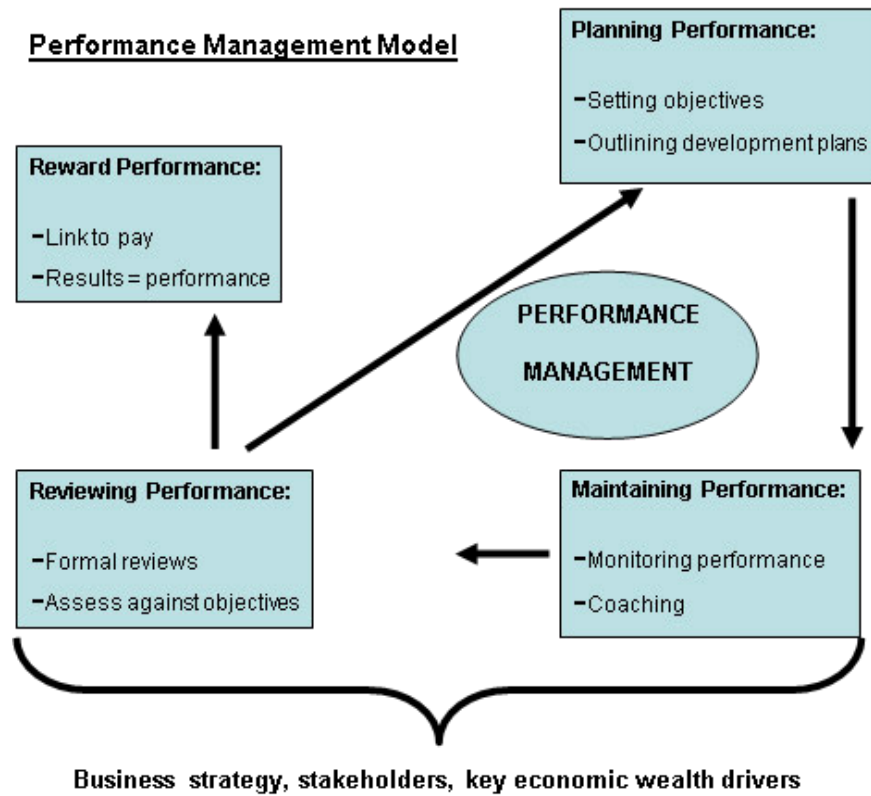 Performance Management Model
Planning Performance:
-Setting objectives
-Outlining development plans
Reward Performance:
-Link to pay
-Results = performance
PERFORMANCE
MANAGEMENT
Reviewing Performance:
-Formal reviews
-Assess against objectives
Maintaining Performance:
-Monitoring performance
-Coaching
Business strategy, stakeholders, key economic wealth drivers